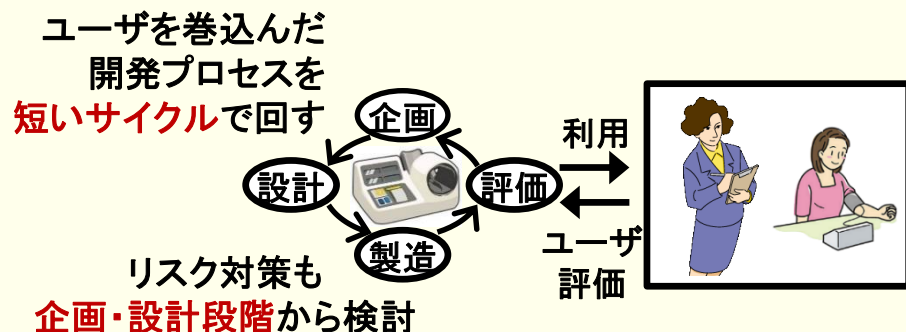 ユーザを巻込んだ
開発プロセスを
短いサイクルで回す
企画
設計
評価
製造
利用
ユーザ
評価
リスク対策も
企画・設計段階から検討